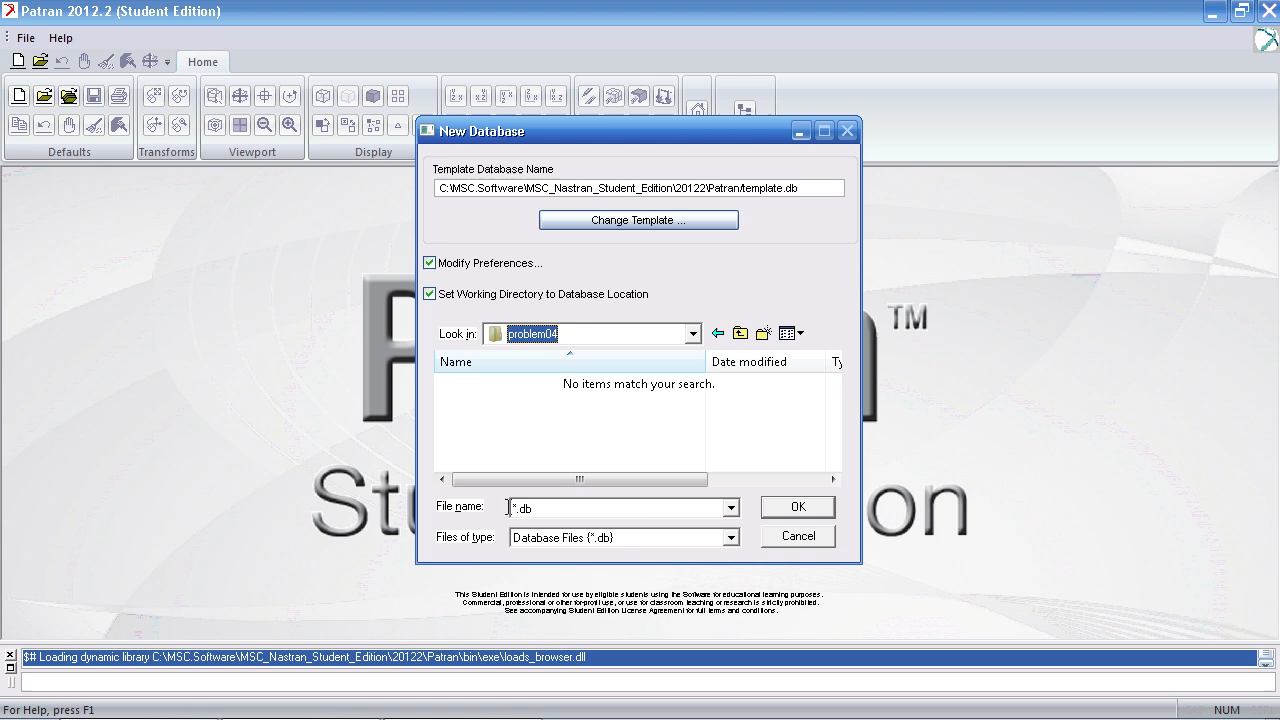 Patran 2012.2 (Student Edition)
File Help
Home
Defaults Transforms Viewport Display
New Database
Template Database Name
C:\MSC.Software\MSC_Nastran_Student_Edition\20122\Patran/template.db
Change Template ...
Modify Preferences...
Set Working Directory to Database Location
Look in: problem04
Name Date modified Ty
No items match your search.
File name: *.db OK
Files of type: Database Files (*.db) Cancel
TM
This Student Edition is intended for use by eligible students using the Software for educational learning purposes.
Commercial, professional or other for-profit use, or use for classroom teaching or research is strictly prohibited.
See accompanying Student Edition License Agreement for full terms and conditions.
$# Loading dynamic library C:\MSC.Software\MSC_Nastran_Student_Edition\20122\Patran\bin\exe\loads_browser.dll
For Help, press F1 NUM